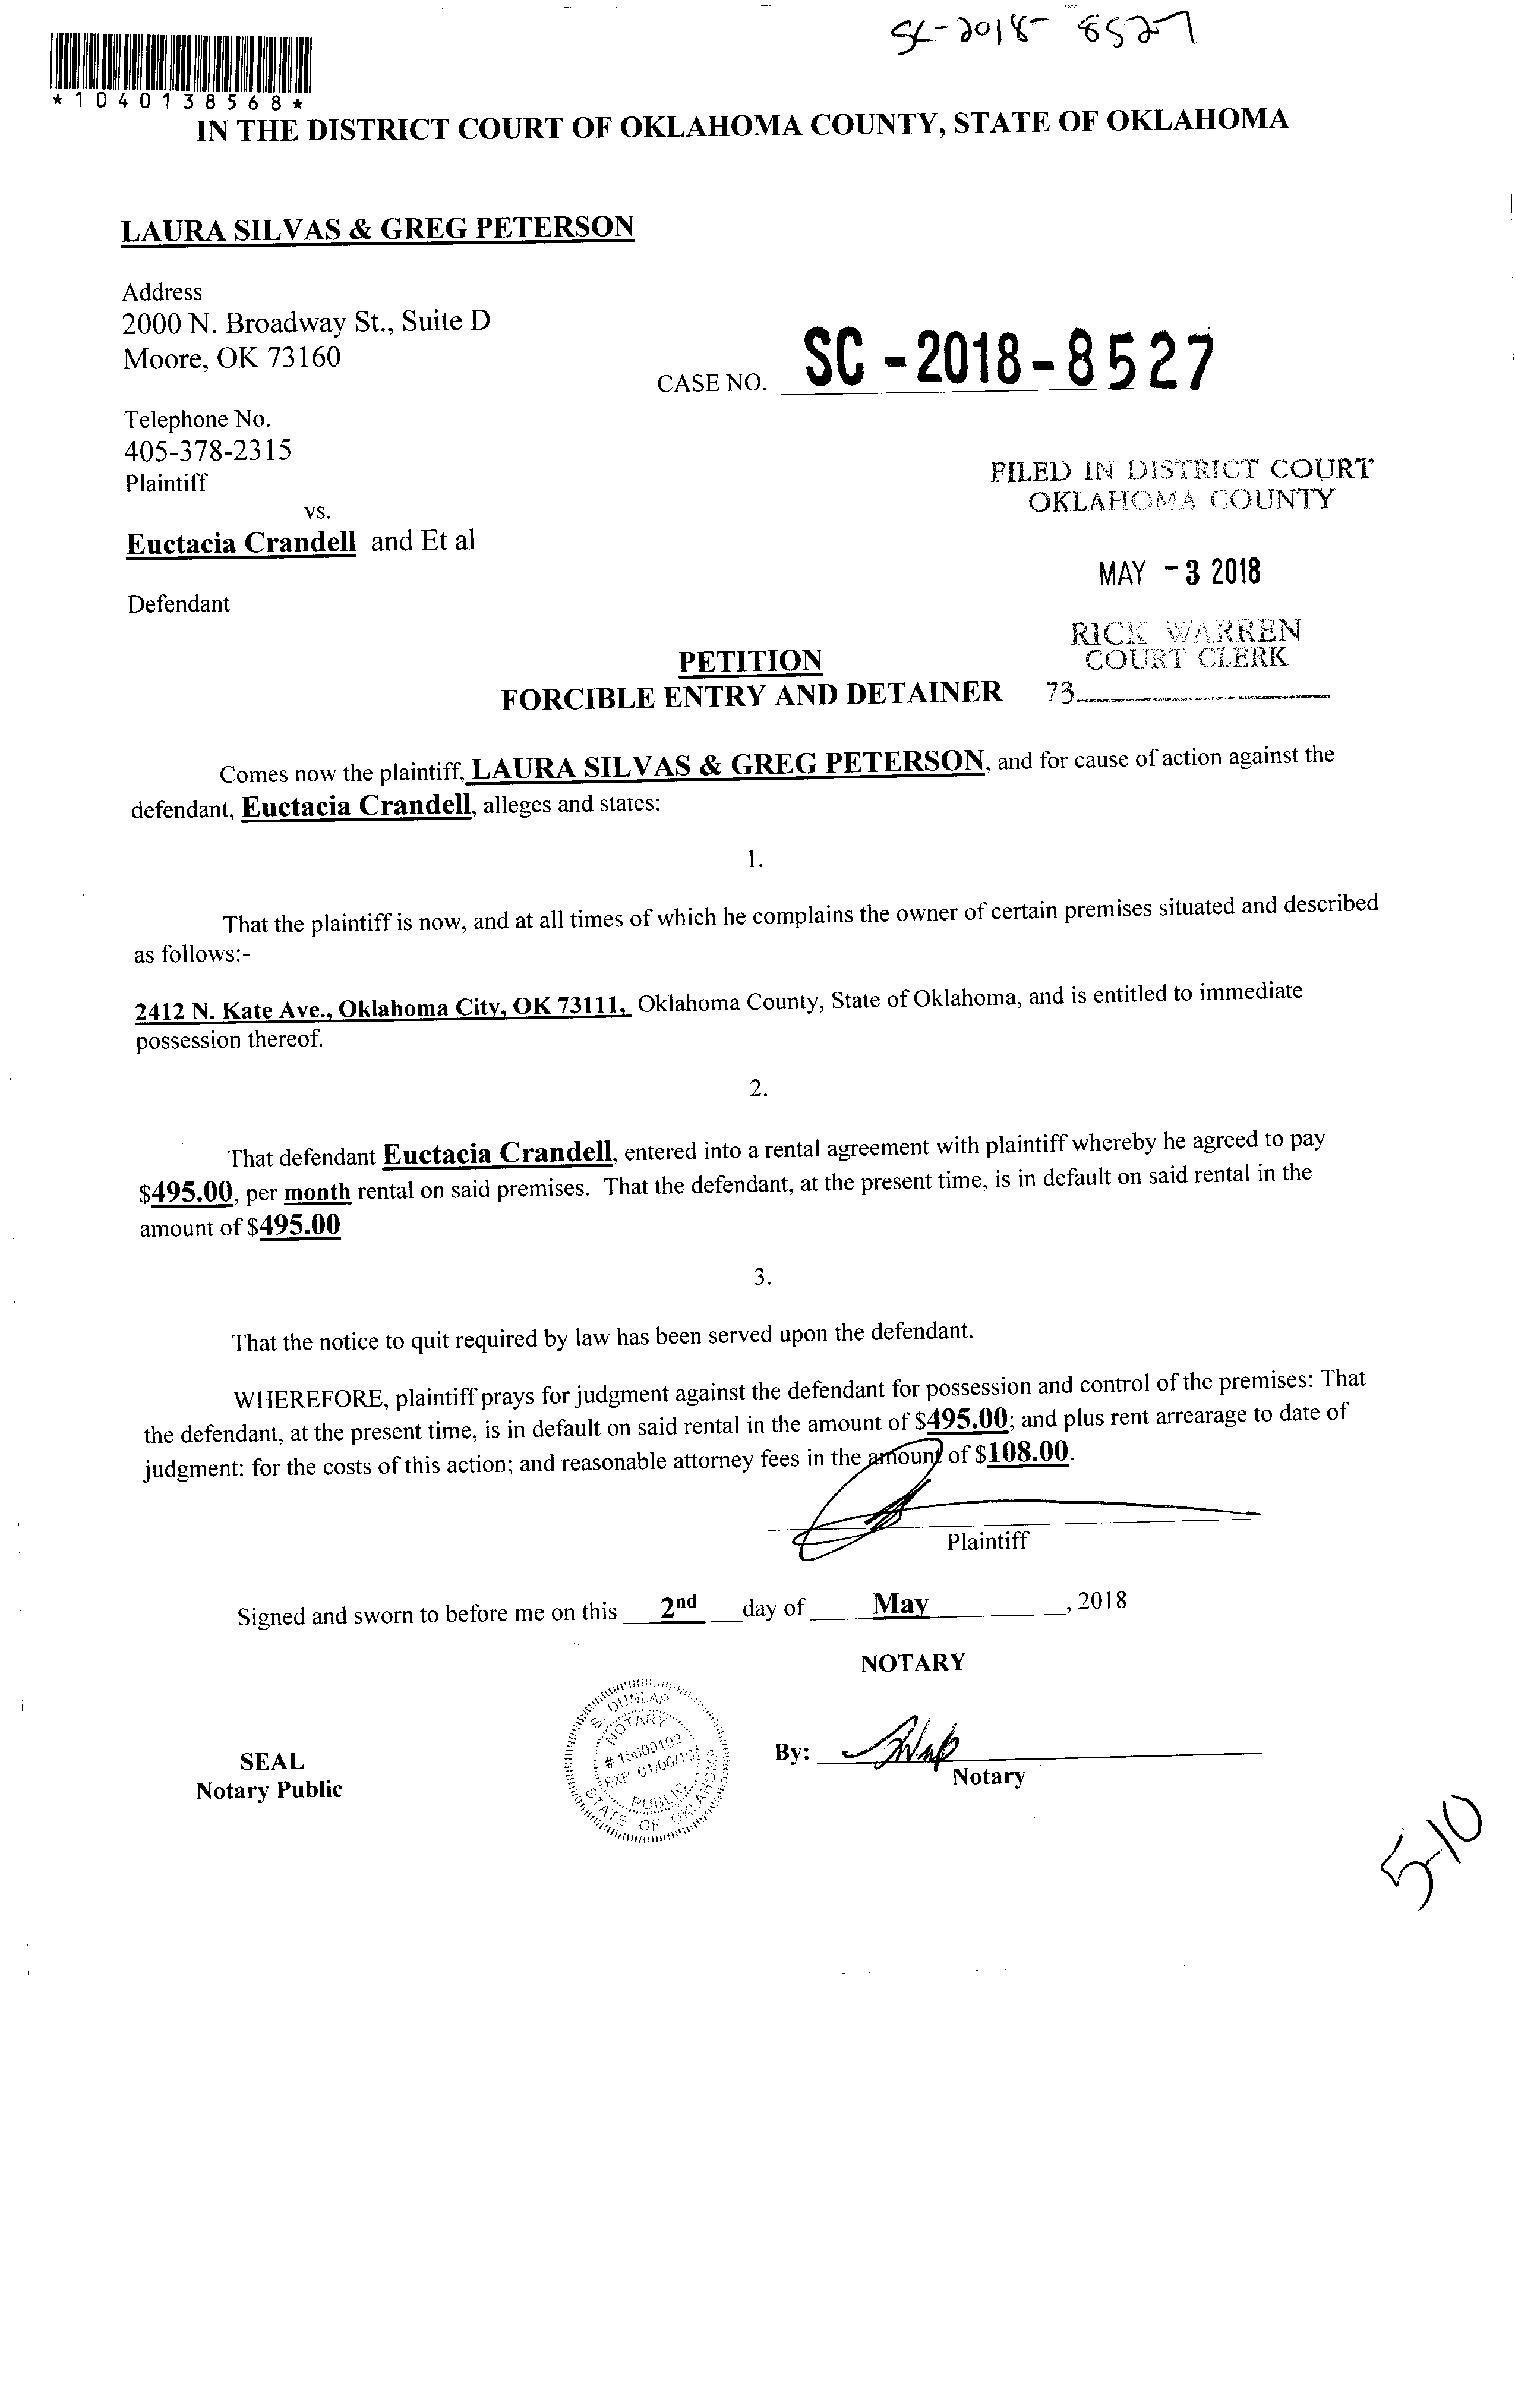 SC-2018-8527
*1040138568*
IN THE DISTRICT COURT OF OKLAHOMA COUNTY, STATE OF OKLAHOMA
LAURA SILVAS & GREG PETERSON
Address
2000 N. Broadway St., Suite D
Moore, OK 73160
CASE NO. SC-2018-8527
Telephone No.
405-378-2315
Plaintiff
vs.
Euctacia Crandell and Et al
Defendant
FILED IN DISTRICT COURT
OKLAHOMA COUNTY
MAY -3 2018
RICK WARREN
COURT CLERK
73
PETITION
FORCIBLE ENTRY AND DETAINER
Comes now the plaintiff, LAURA SILVAS & GREG PETERSON, and for cause of action against the
defendant, Euctacia Crandell, alleges and states:
1.
That the plaintiff is now, and at all times of which he complains the owner of certain premises situated and described
as follows:-
2412 N. Kate Ave., Oklahoma City, OK 73111, Oklahoma County, State of Oklahoma, and is entitled to immediate
possession thereof.
2.
That defendant Euctacia Crandell, entered into a rental agreement with plaintiff whereby he agreed to pay
$495.00, per month rental on said premises. That the defendant, at the present time, is in default on said rental in the
amount of $495.00
3.
That the notice to quit required by law has been served upon the defendant.
WHEREFORE, plaintiff prays for judgment against the defendant for possession and control of the premises: That
the defendant, at the present time, is in default on said rental in the amount of $495.00; and plus rent arrearage to date of
judgment: for the costs of this action; and reasonable attorney fees in the amount of $108.00.
Plaintiff
Signed and sworn to before me on this 2nd day of May, 2018
NOTARY
S. DUNLAP
NOTARY
# 15000102
EXP. 01/06/19
PUBLIC
STATE OF OKLAHOMA
SEAL
Notary Public
By:
Notary
5-10